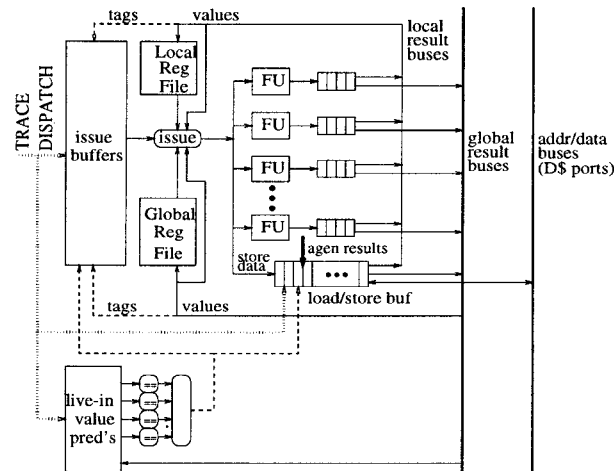 tags
values
local
result
buses
Local
Reg
File
FU
TRACE
DISPATCH
issue
buffers
issue
FU
global
result
buses
addr/data
buses
(D$ ports)
FU
Global
Reg
File
FU
agen results
store
data
load/store buf
tags
values
live-in
value
pred's
==
==
==
==